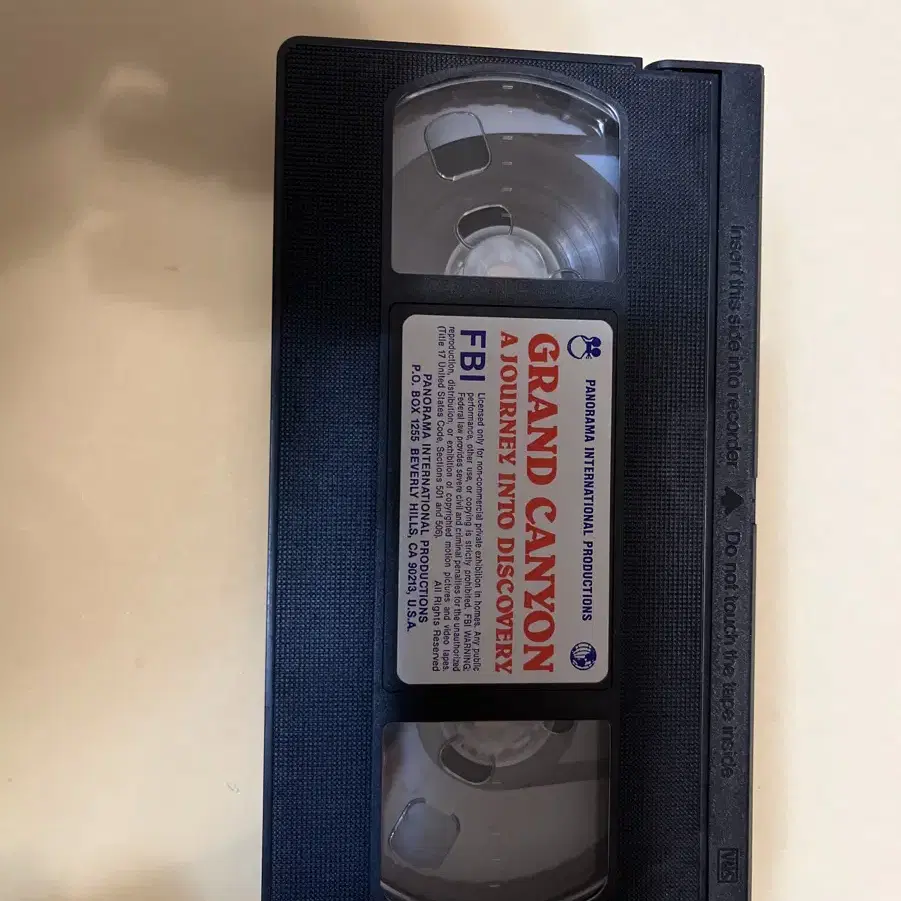 PANORAMA INTERNATIONAL PRODUCTIONS
GRAND CANYON
A JOURNEY INTO DISCOVERY
FBI
Licensed only for non-commercial private exhibition in homes. Any public
performance, other use, or copying is strictly prohibited. FBI WARNING:
Federal law provides severe civil and criminal penalties for the unauthorized
reproduction, distribution, or exhibition of copyrighted motion pictures and video tapes.
(Title 17 United States Code, Sections 501 and 506).
All Rights Reserved
PANORAMA INTERNATIONAL PRODUCTIONS
P.O. BOX 1255 BEVERLY HILLS, CA 90213, U.S.A.
Insert this side into recorder
Do not touch the tape inside
VHS